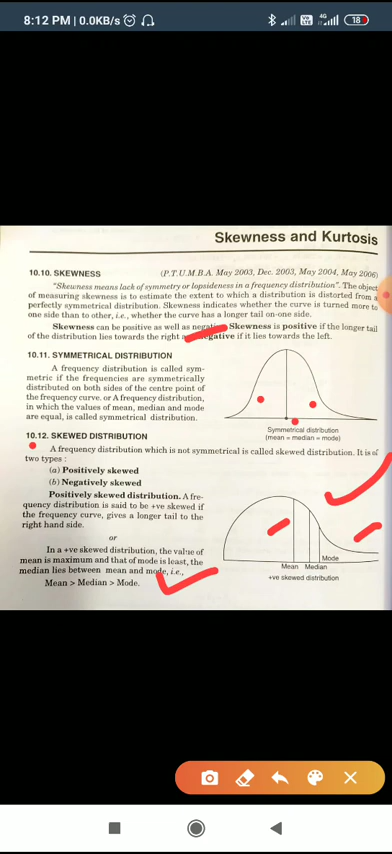 8:12 PM | 0.0KB/s
4G
18
Skewness and Kurtosis
10.10. SKEWNESS (P.T.U.M.B.A. May 2003, Dec. 2003, May 2004, May 2006)
"Skewness means lack of symmetry or lopsideness in a frequency distribution". The object
of measuring skewness is to estimate the extent to which a distribution is distorted from a
perfectly symmetrical distribution. Skewness indicates whether the curve is turned more to
one side than to other, i.e., whether the curve has a longer tail on-one side.
Skewness can be positive as well as negative. Skewness is positive if the longer tail
of the distribution lies towards the right negative if it lies towards the left.
10.11. SYMMETRICAL DISTRIBUTION
A frequency distribution is called sym-
metric if the frequencies are symmetrically
distributed on both sides of the centre point of
the frequency curve. or A frequency distribution,
in which the values of mean, median and mode
are equal, is called symmetrical distribution.
Symmetrical distribution
(mean = median = mode)
10.12. SKEWED DISTRIBUTION
A frequency distribution which is not symmetrical is called skewed distribution. It is of
two types :
(a) Positively skewed
(b) Negatively skewed
Positively skewed distribution. A fre-
quency distribution is said to be +ve skewed if
the frequency curve, gives a longer tail to the
right hand side.
or
In a +ve skewed distribution, the value of
mean is maximum and that of mode is least, the
median lies between mean and mode, i.e.,
Mean > Median > Mode.
Mode
Mean Median
+ve skewed distribution